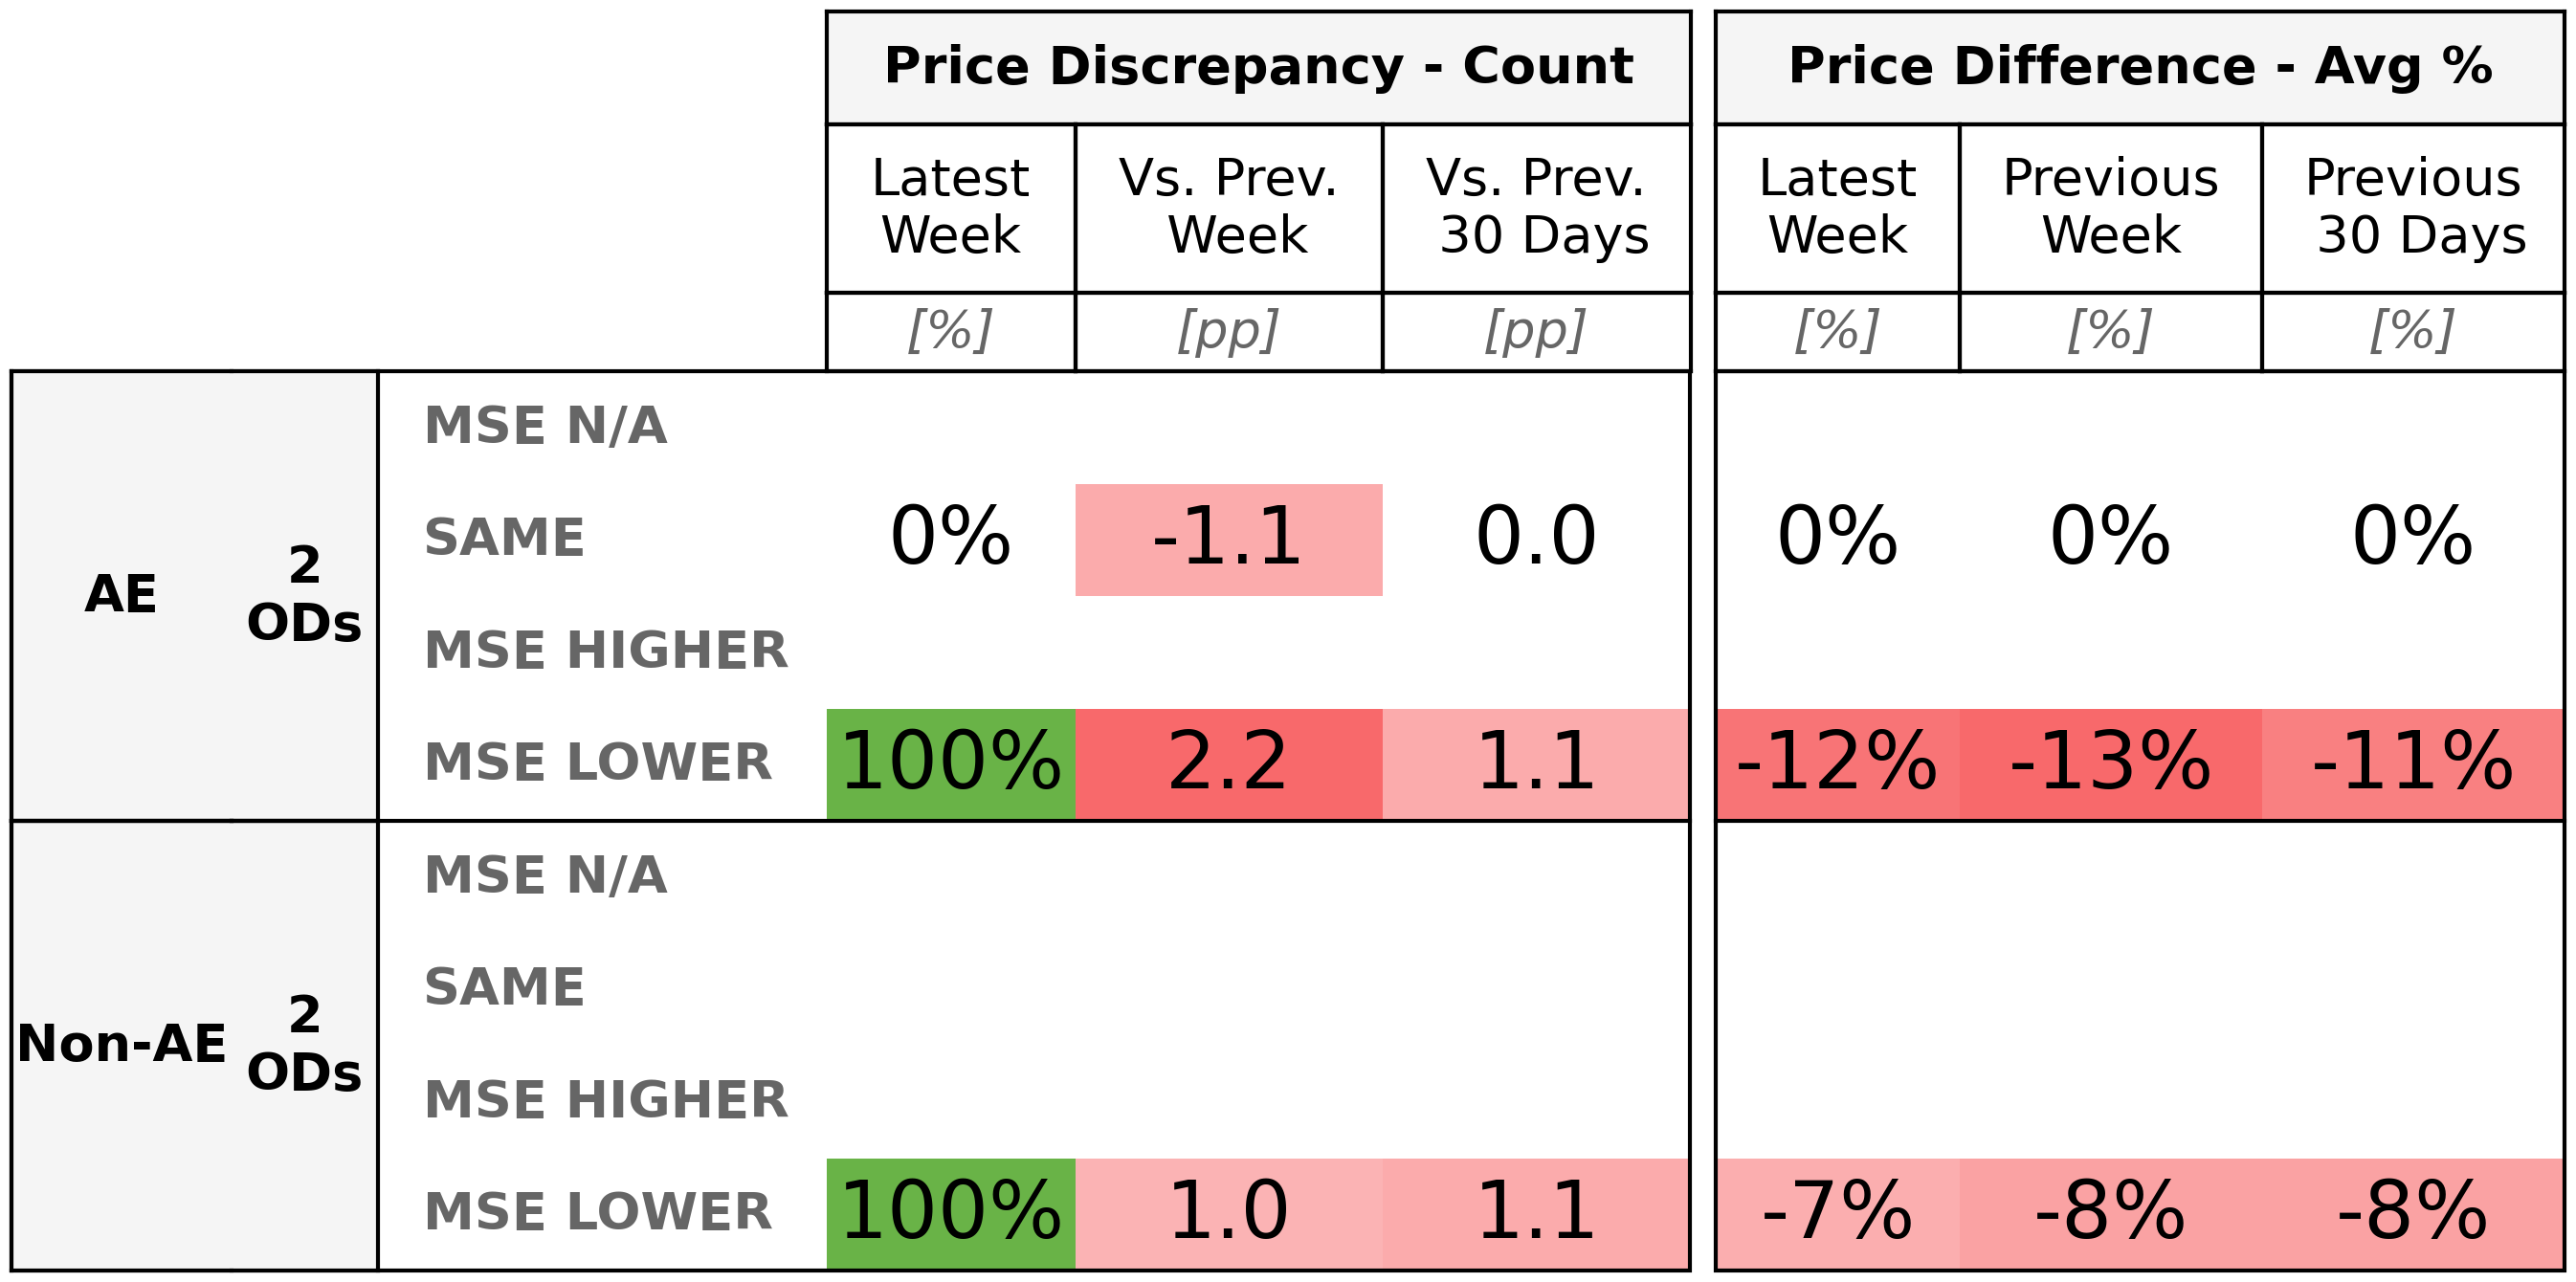 Price Discrepancy - Count
Price Difference - Avg %
Latest Week
Vs. Prev. Week
Vs. Prev. 30 Days
Latest Week
Previous Week
Previous 30 Days
[%] [pp] [pp] [%] [%] [%]
AE
2 ODs
MSE N/A
SAME 0% -1.1 0.0 0% 0% 0%
MSE HIGHER
MSE LOWER 100% 2.2 1.1 -12% -13% -11%
Non-AE
2 ODs
MSE N/A
SAME
MSE HIGHER
MSE LOWER 100% 1.0 1.1 -7% -8% -8%